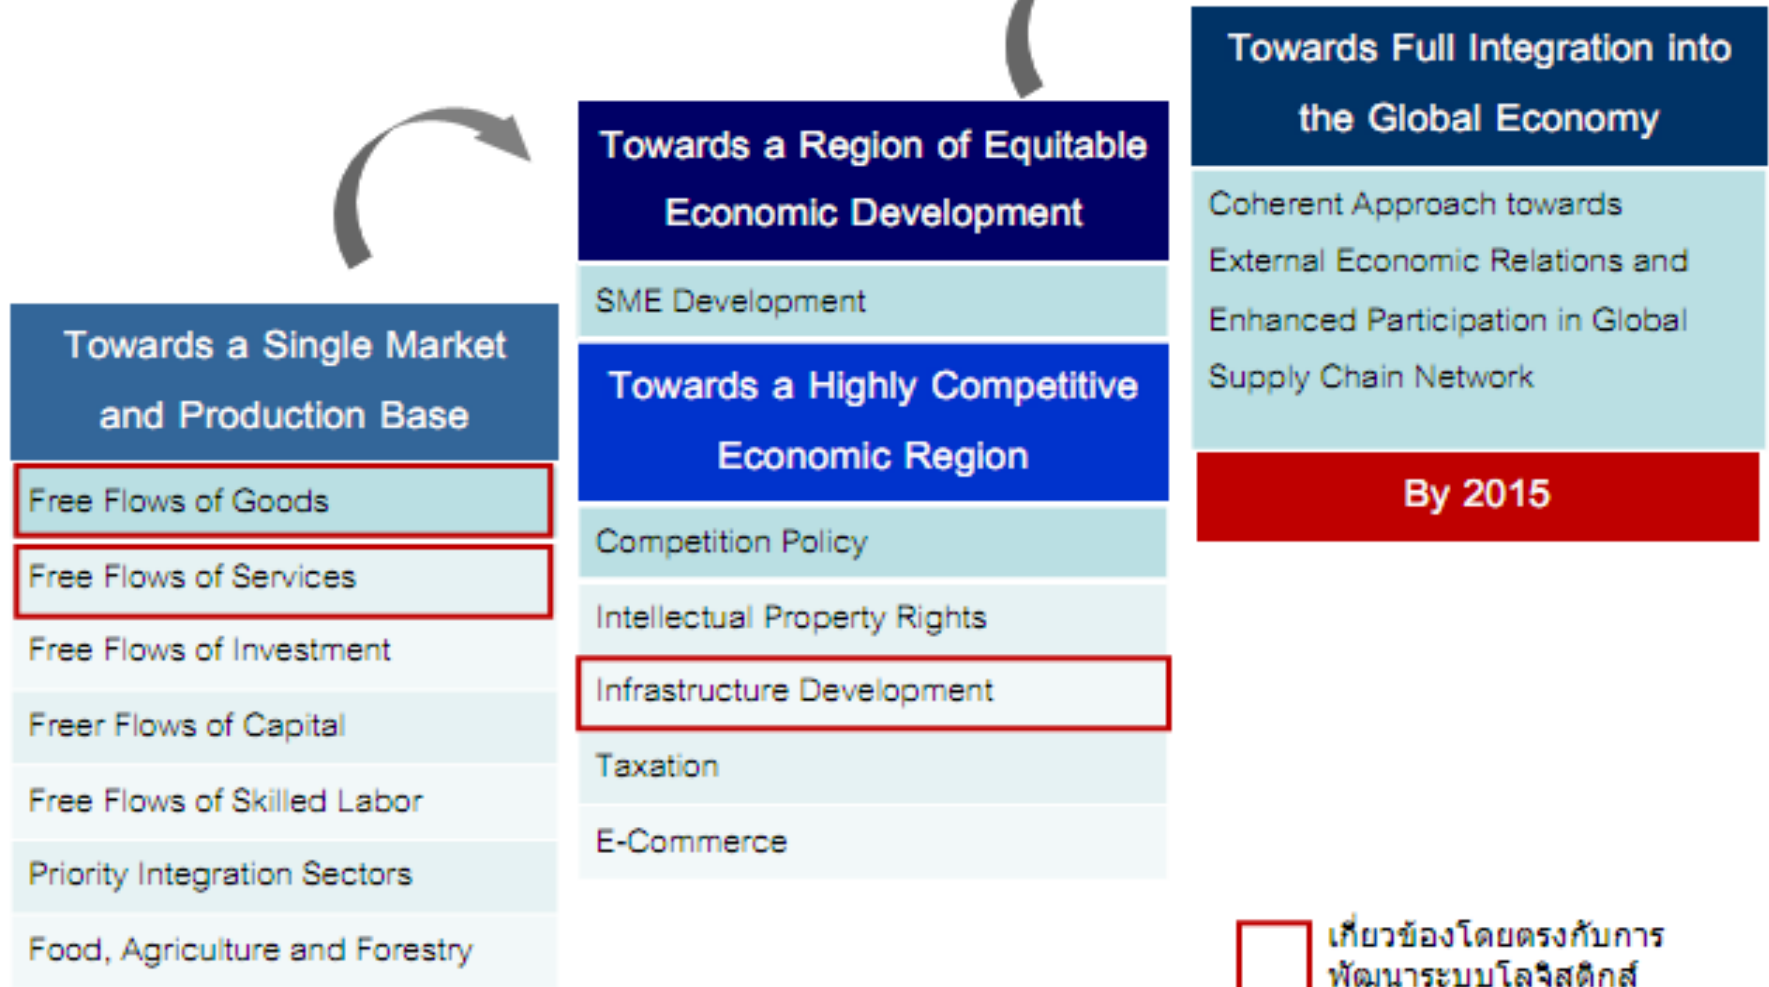 Towards a Single Market
and Production Base
Free Flows of Goods
Free Flows of Services
Free Flows of Investment
Freer Flows of Capital
Free Flows of Skilled Labor
Priority Integration Sectors
Food, Agriculture and Forestry
Towards a Region of Equitable
Economic Development
SME Development
Towards a Highly Competitive
Economic Region
Competition Policy
Intellectual Property Rights
Infrastructure Development
Taxation
E-Commerce
Towards Full Integration into
the Global Economy
Coherent Approach towards
External Economic Relations and
Enhanced Participation in Global
Supply Chain Network
By 2015
เกี่ยวข้องโดยตรงกับการ
พัฒนาระบบโลจิสติกส์